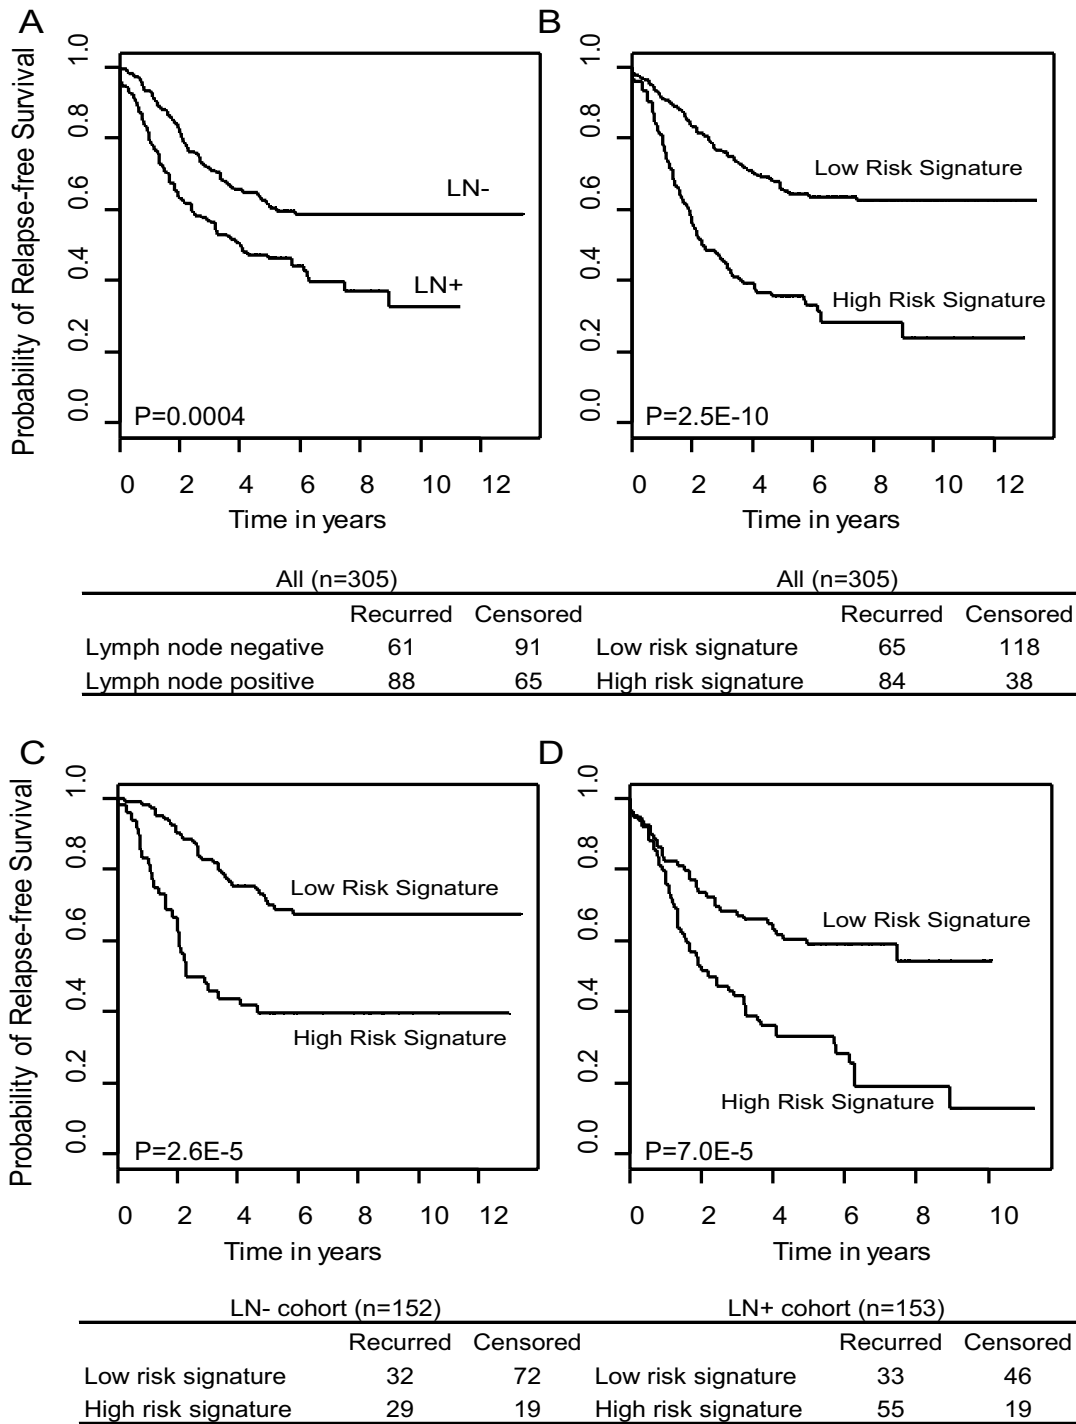 A
B
Probability of Relapse-free Survival
1.0
0.8
0.6
0.4
0.2
0.0
LN-
LN+
P=0.0004
0 2 4 6 8 10 12
Time in years
1.0
0.8
0.6
0.4
0.2
0.0
Low Risk Signature
High Risk Signature
P=2.5E-10
0 2 4 6 8 10 12
Time in years
All (n=305) All (n=305)
Recurred Censored Recurred Censored
Lymph node negative 61 91 Low risk signature 65 118
Lymph node positive 88 65 High risk signature 84 38
C
D
Probability of Relapse-free Survival
1.0
0.8
0.6
0.4
0.2
0.0
Low Risk Signature
High Risk Signature
P=2.6E-5
0 2 4 6 8 10 12
Time in years
1.0
0.8
0.6
0.4
0.2
0.0
Low Risk Signature
High Risk Signature
P=7.0E-5
0 2 4 6 8 10
Time in years
LN- cohort (n=152) LN+ cohort (n=153)
Recurred Censored Recurred Censored
Low risk signature 32 72 Low risk signature 33 46
High risk signature 29 19 High risk signature 55 19